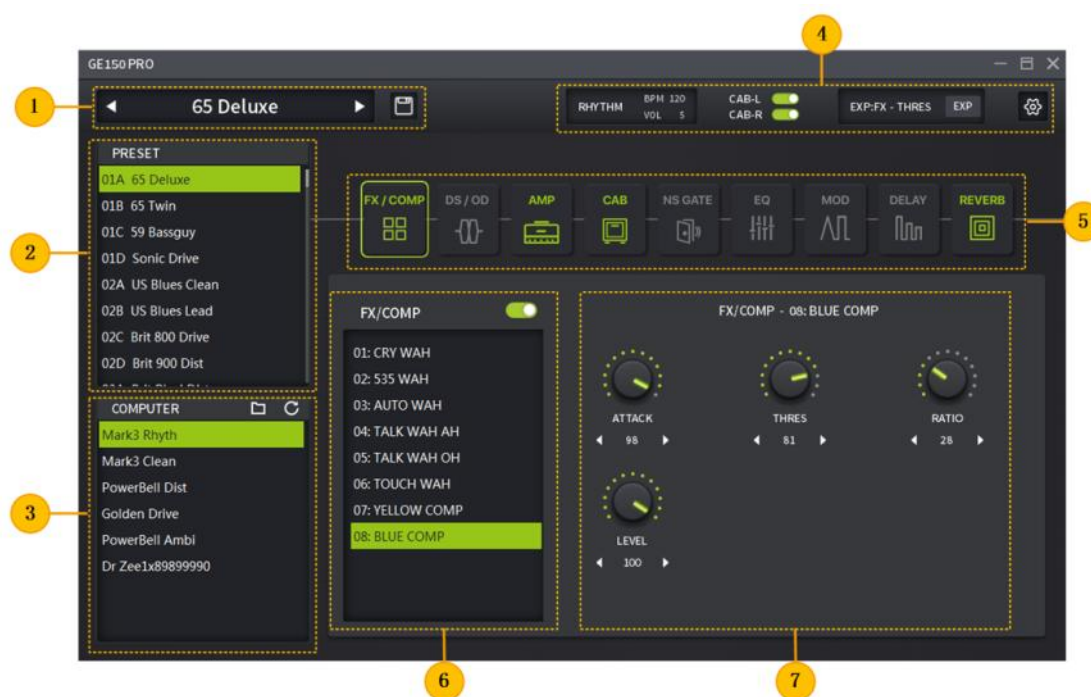 4
GE150 PRO
1
65 Deluxe
RHYTHM
BPM 120
VOL 5
CAB-L
CAB-R
EXP:FX - THRES
EXP
2
PRESET
01A 65 Deluxe
01B 65 Twin
01C 59 Bassguy
01D Sonic Drive
02A US Blues Clean
02B US Blues Lead
02C Brit 800 Drive
02D Brit 900 Dist
FX / COMP
DS / OD
AMP
CAB
NS GATE
EQ
MOD
DELAY
REVERB
5
3
COMPUTER
Mark3 Rhyth
Mark3 Clean
PowerBell Dist
Golden Drive
PowerBell Ambi
Dr Zee1x89899990
FX/COMP
01: CRY WAH
02: 535 WAH
03: AUTO WAH
04: TALK WAH AH
05: TALK WAH OH
06: TOUCH WAH
07: YELLOW COMP
08: BLUE COMP
FX/COMP - 08: BLUE COMP
ATTACK
98
THRES
81
RATIO
28
LEVEL
100
6
7